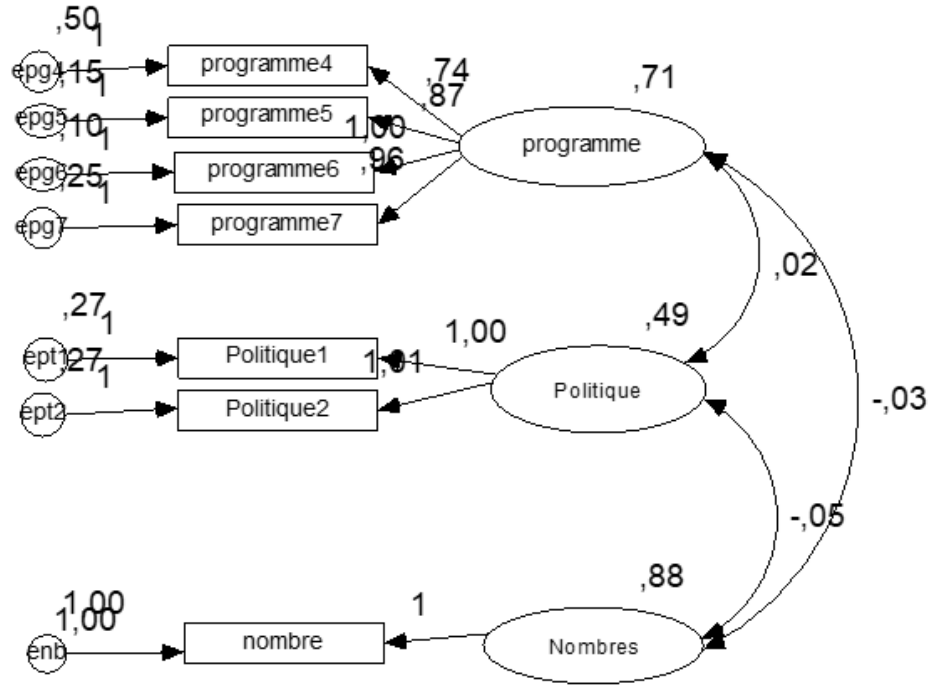 ,50
1
epg4
programme4
,74
,71
,15
1
epg5
programme5
,87
programme
,10
1
epg6
programme6
1,00
,25
1
epg7
programme7
,96
,02
,27
1
ept1
Politique1
1,00
,49
,27
1
ept2
Politique2
1,01
Politique
-,03
-,05
,88
1,00
1,00
enb
nombre
1
Nombres